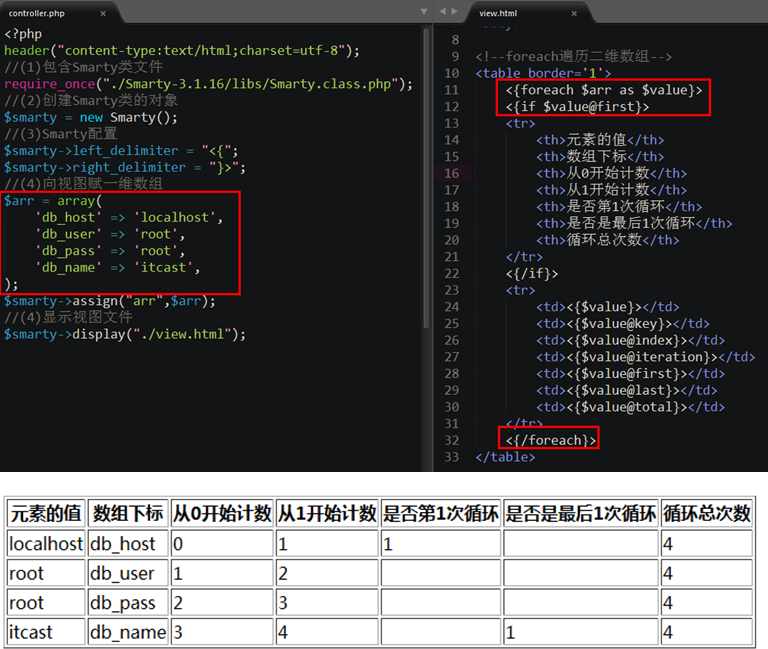 controller.php ×
<?php
header("content-type:text/html;charset=utf-8");
//(1)包含Smarty类文件
require_once("./Smarty-3.1.16/libs/Smarty.class.php");
//(2)创建Smarty类的对象
$smarty = new Smarty();
//(3)Smarty配置
$smarty->left_delimiter = "<{";
$smarty->right_delimiter = "}>";
//(4)向视图赋一维数组
$arr = array(
'db_host' => 'localhost',
'db_user' => 'root',
'db_pass' => 'root',
'db_name' => 'itcast',
);
$smarty->assign("arr",$arr);
//(4)显示视图文件
$smarty->display("./view.html");
view.html ×
8
9 <!--foreach遍历二维数组-->
10 <table border='1'>
11 <{foreach $arr as $value}>
12 <{if $value@first}>
13 <tr>
14 <th>元素的值</th>
15 <th>数组下标</th>
16 <th>从0开始计数</th>
17 <th>从1开始计数</th>
18 <th>是否第1次循环</th>
19 <th>是否是最后1次循环</th>
20 <th>循环总次数</th>
21 </tr>
22 <{/if}>
23 <tr>
24 <td><{$value}></td>
25 <td><{$value@key}></td>
26 <td><{$value@index}></td>
27 <td><{$value@iteration}></td>
28 <td><{$value@first}></td>
29 <td><{$value@last}></td>
30 <td><{$value@total}></td>
31 </tr>
32 <{/foreach}>
33 </table>
元素的值 数组下标 从0开始计数 从1开始计数 是否第1次循环 是否是最后1次循环 循环总次数
localhost db_host 0 1 1 4
root db_user 1 2 4
root db_pass 2 3 4
itcast db_name 3 4 1 4